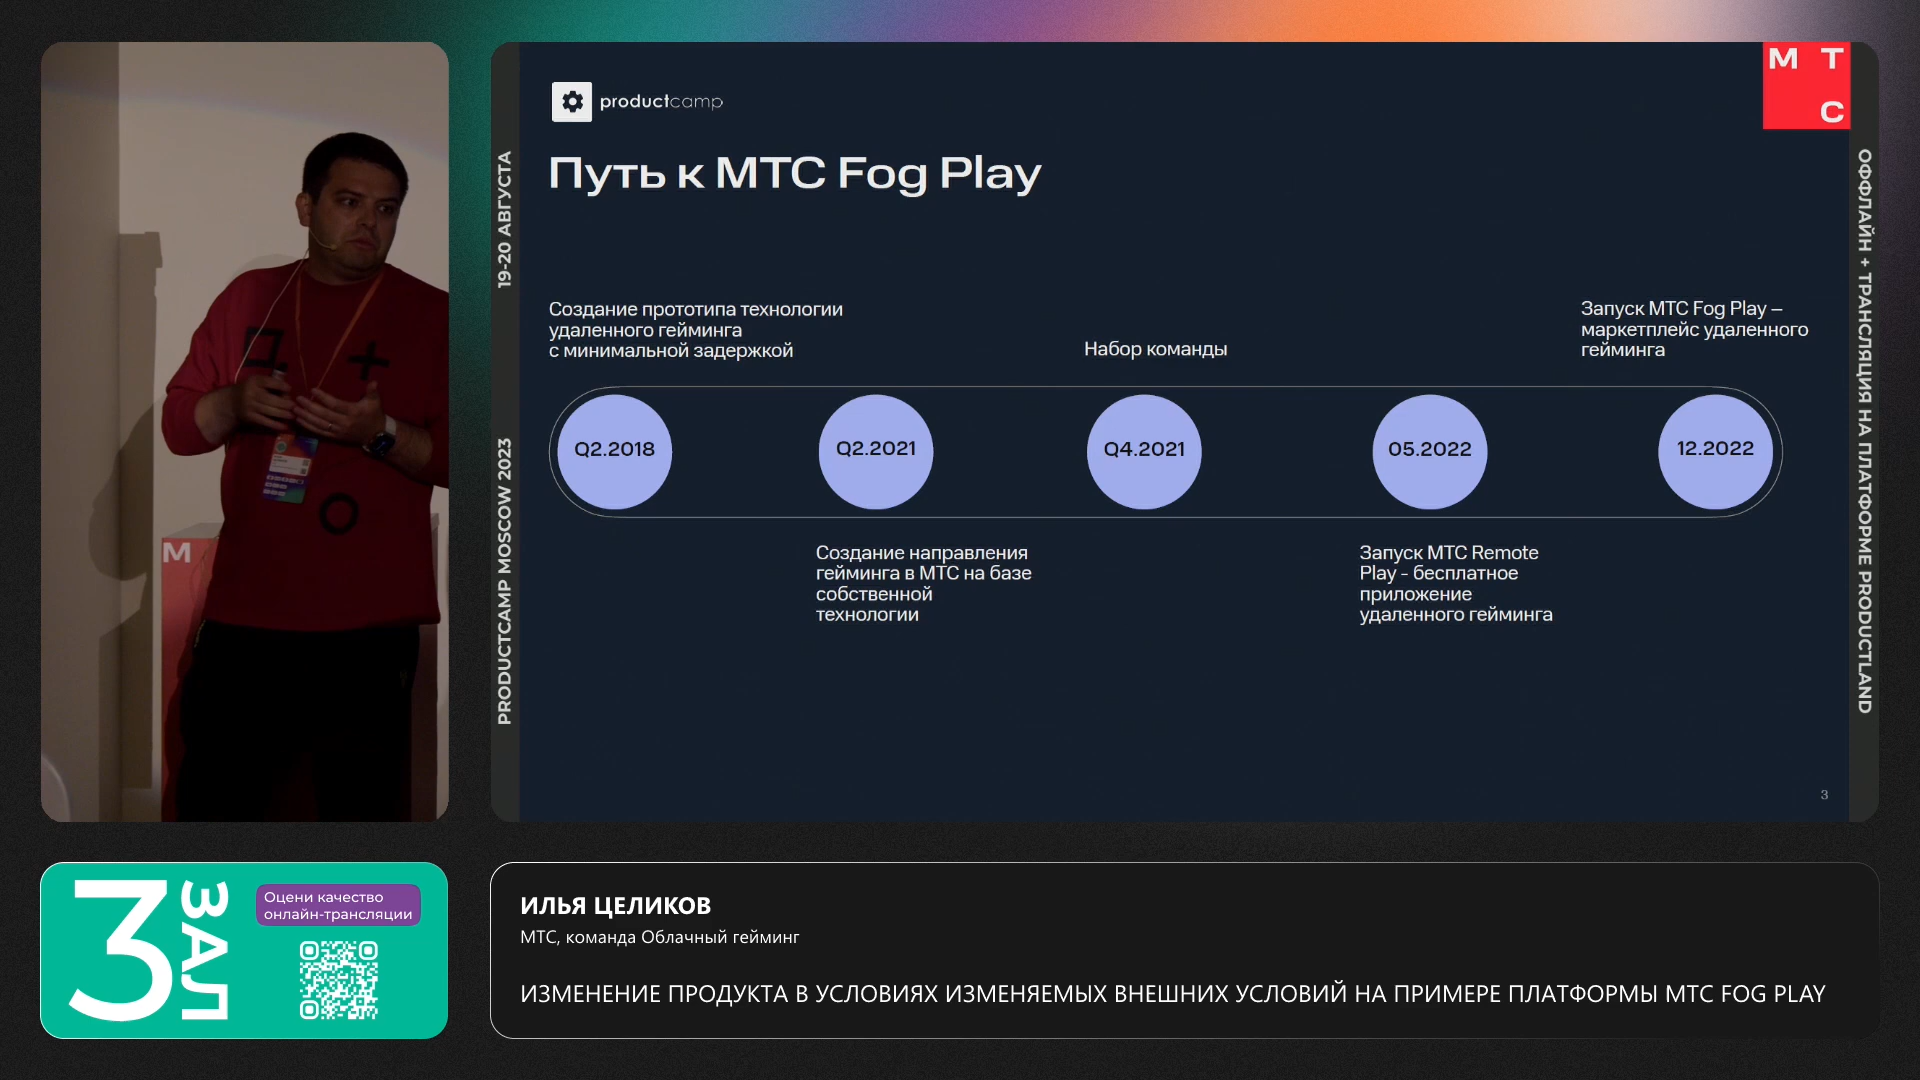 productcamp
М Т
С
Путь к МТС Fog Play
19-20 АВГУСТА
PRODUCTCAMP MOSCOW 2023
ОФФЛАЙН + ТРАНСЛЯЦИЯ НА ПЛАТФОРМЕ PRODUCTLAND
Создание прототипа технологии
удаленного гейминга
с минимальной задержкой
Набор команды
Запуск МТС Fog Play –
маркетплейс удаленного
гейминга
Q2.2018
Q2.2021
Q4.2021
05.2022
12.2022
Создание направления
гейминга в МТС на базе
собственной
технологии
Запуск МТС Remote
Play - бесплатное
приложение
удаленного гейминга
3
М
3
ЗАЛ
Оцени качество
онлайн-трансляции
ИЛЬЯ ЦЕЛИКОВ
МТС, команда Облачный гейминг
ИЗМЕНЕНИЕ ПРОДУКТА В УСЛОВИЯХ ИЗМЕНЯЕМЫХ ВНЕШНИХ УСЛОВИЙ НА ПРИМЕРЕ ПЛАТФОРМЫ МТС FOG PLAY